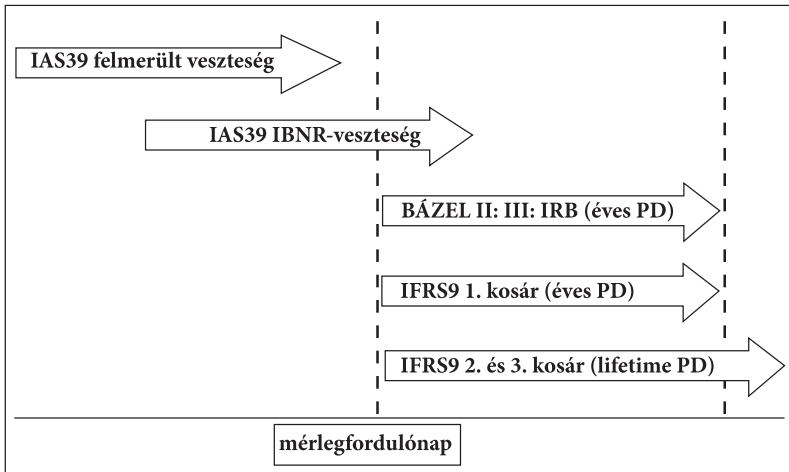 IAS39 felmerült veszteség
IAS39 IBNR-veszteség
BÁZEL II: III: IRB (éves PD)
IFRS9 1. kosár (éves PD)
IFRS9 2. és 3. kosár (lifetime PD)
mérlegfordulónap